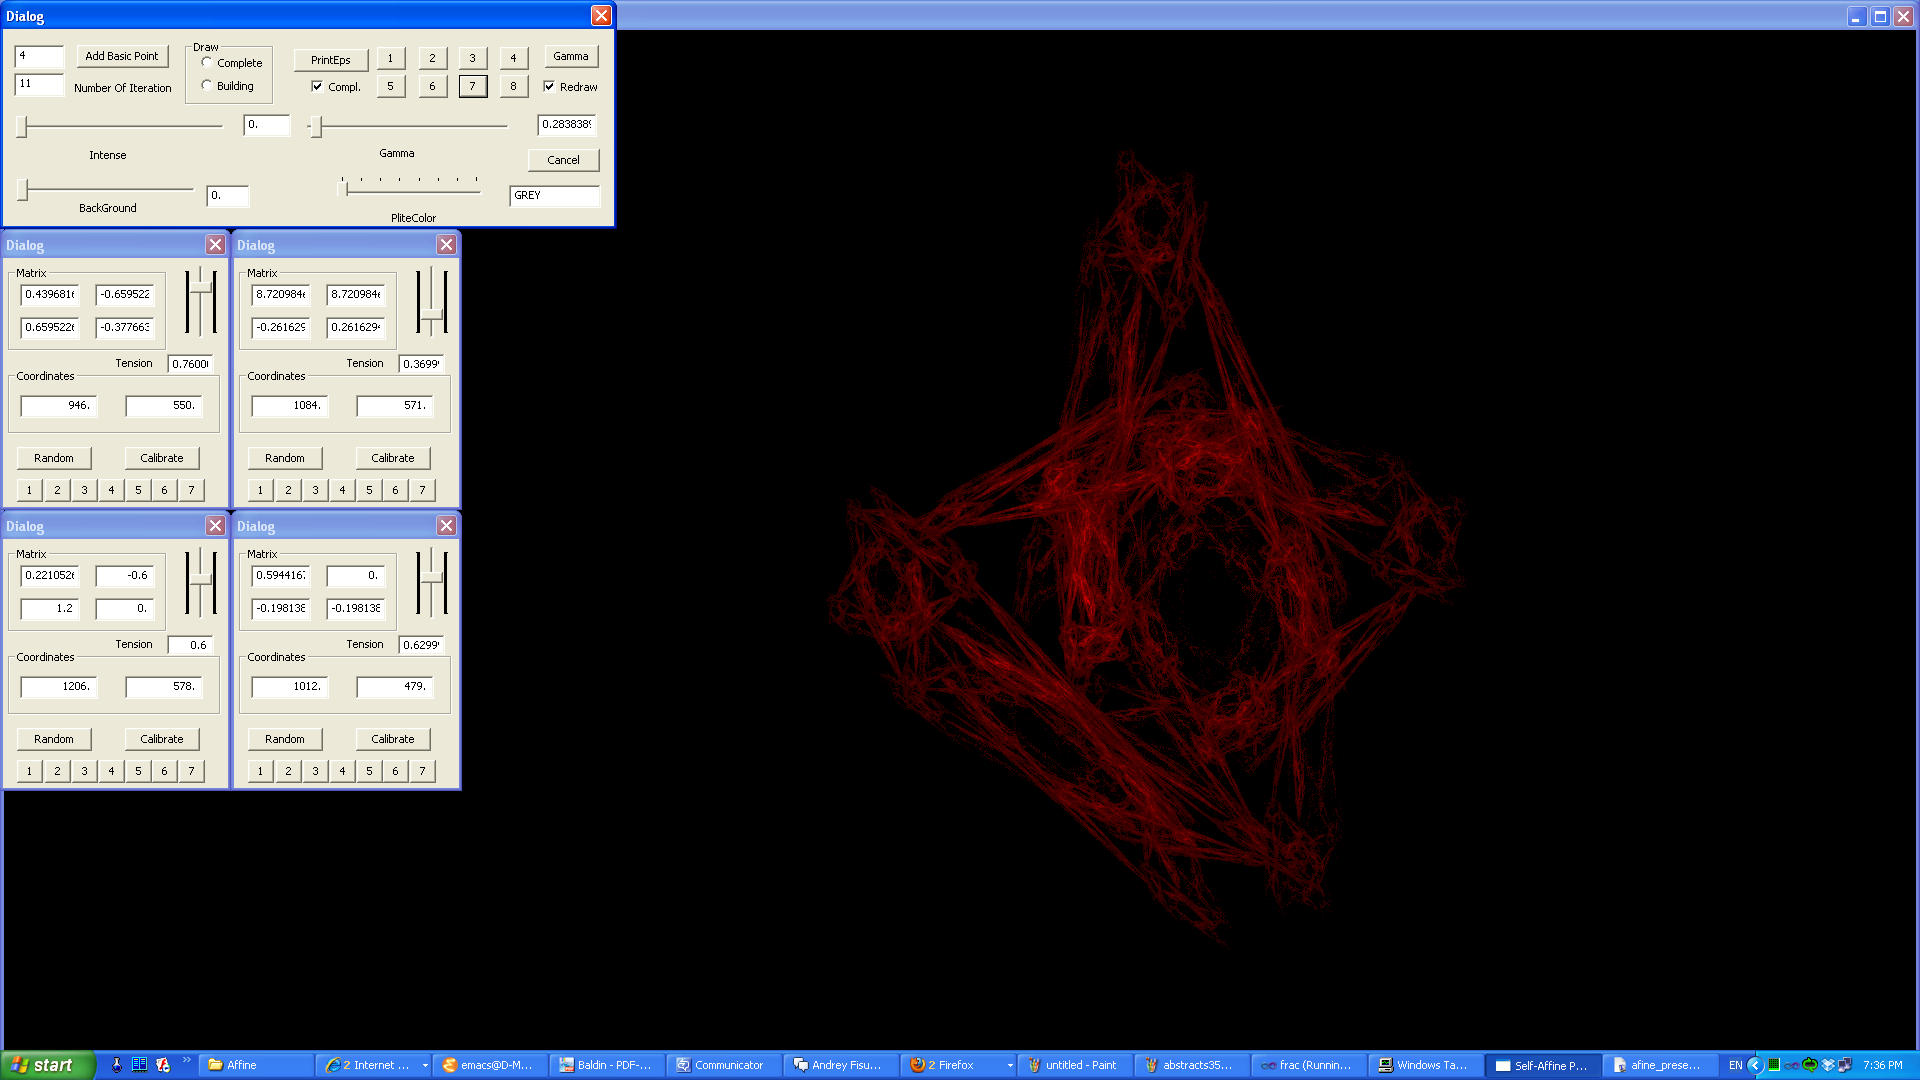 Dialog
4 Add Basic Point Draw Complete PrintEps 1 2 3 4 Gamma
11 Number Of Iteration Building Compl. 5 6 7 8 Redraw
0. 0.283838
Intense Gamma
Cancel
0. GREY
BackGround PliteColor
Dialog
Matrix
0.439681 -0.659522
0.659522 -0.377663
Tension 0.7600
Coordinates
946. 550.
Random Calibrate
1 2 3 4 5 6 7
Dialog
Matrix
8.720984 8.720984
-0.261629 0.261629
Tension 0.3699
Coordinates
1084. 571.
Random Calibrate
1 2 3 4 5 6 7
Dialog
Matrix
0.221052 -0.6
1.2 0.
Tension 0.6
Coordinates
1206. 578.
Random Calibrate
1 2 3 4 5 6 7
Dialog
Matrix
0.594416 0.
-0.198138 -0.198138
Tension 0.6299
Coordinates
1012. 479.
Random Calibrate
1 2 3 4 5 6 7
start » Affine 2 Internet ... emacs@D-M... Baldin - PDF-... Communicator Andrey Fisu... 2 Firefox untitled - Paint abstracts35... frac (Runnin... Windows Ta... Self-Affine P... afine_prese... EN 7:36 PM